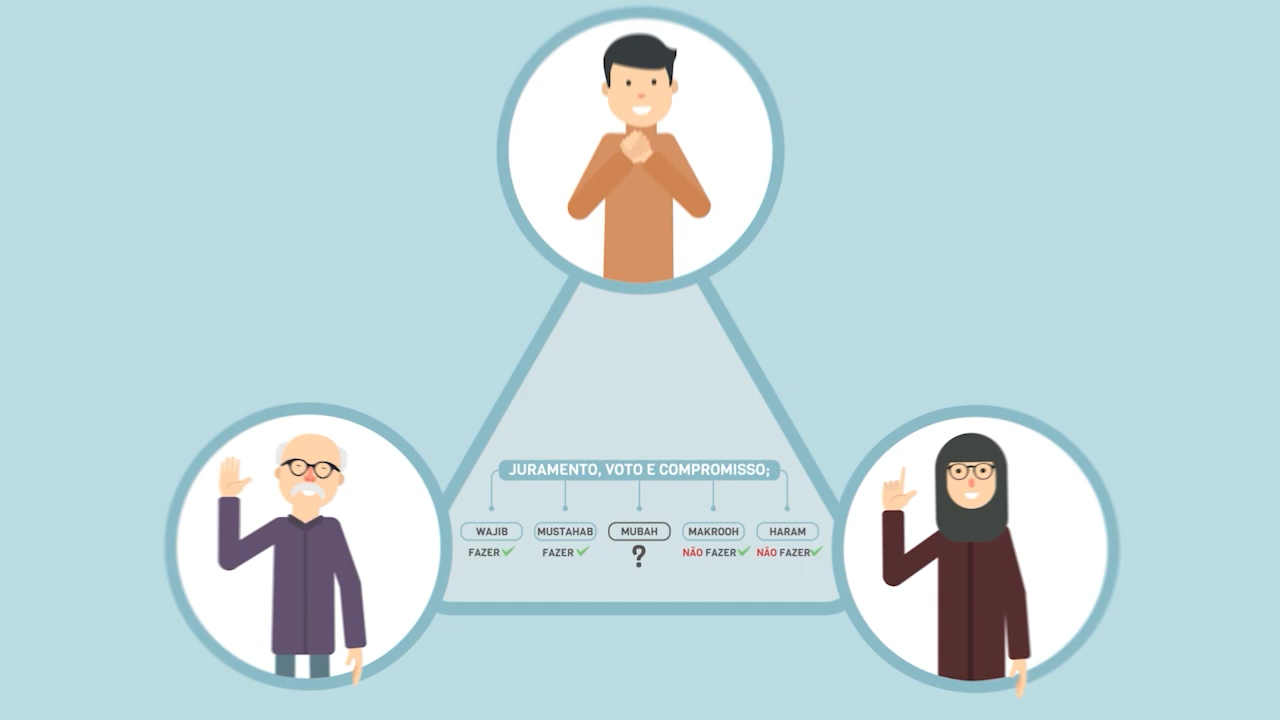 JURAMENTO, VOTO E COMPROMISSO;
WAJIB MUSTAHAB MUBAH MAKROOH HARAM
FAZER FAZER ? NÃO FAZER NÃO FAZER